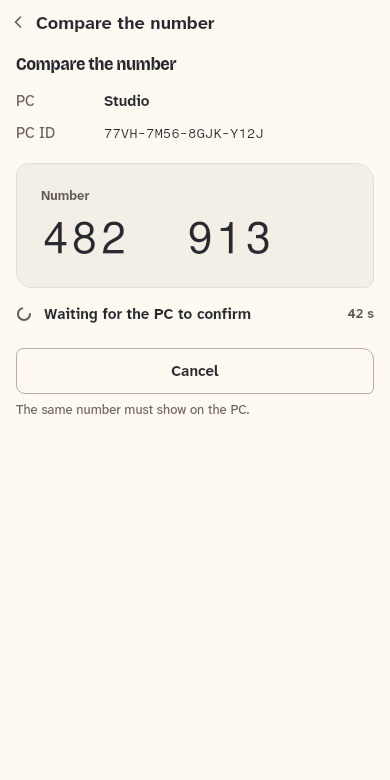 Compare the number
Compare the number
PC Studio
PC ID 77VH-7M56-8GJK-Y12J
Number
482 913
Waiting for the PC to confirm 42 s
Cancel
The same number must show on the PC.